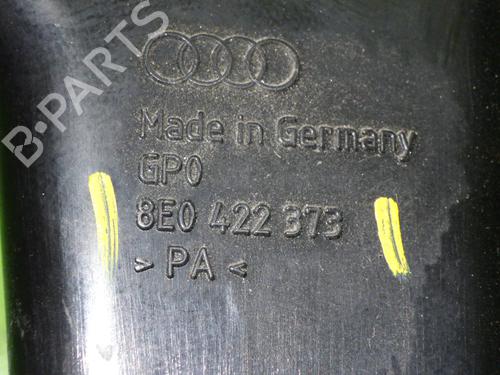 B-PARTS
Made in Germany
GP0
8E0 422 373
> PA <